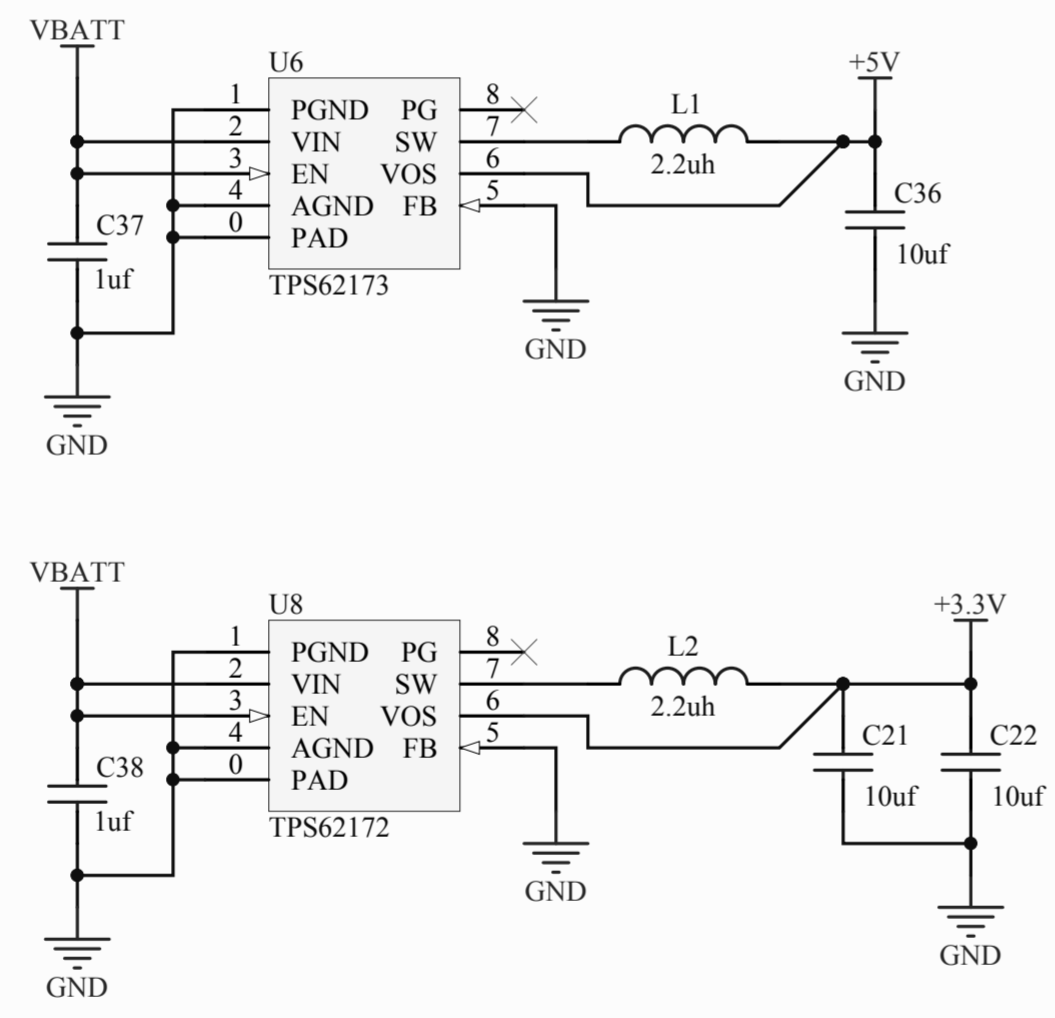 VBATT
U6
+5V
1 PGND PG 8
2 VIN SW 7
3 EN VOS 6
4 AGND FB 5
0 PAD
TPS62173
L1
2.2uh
C37
1uf
C36
10uf
GND
GND
GND
VBATT
U8
+3.3V
1 PGND PG 8
2 VIN SW 7
3 EN VOS 6
4 AGND FB 5
0 PAD
TPS62172
L2
2.2uh
C38
1uf
C21
10uf
C22
10uf
GND
GND
GND